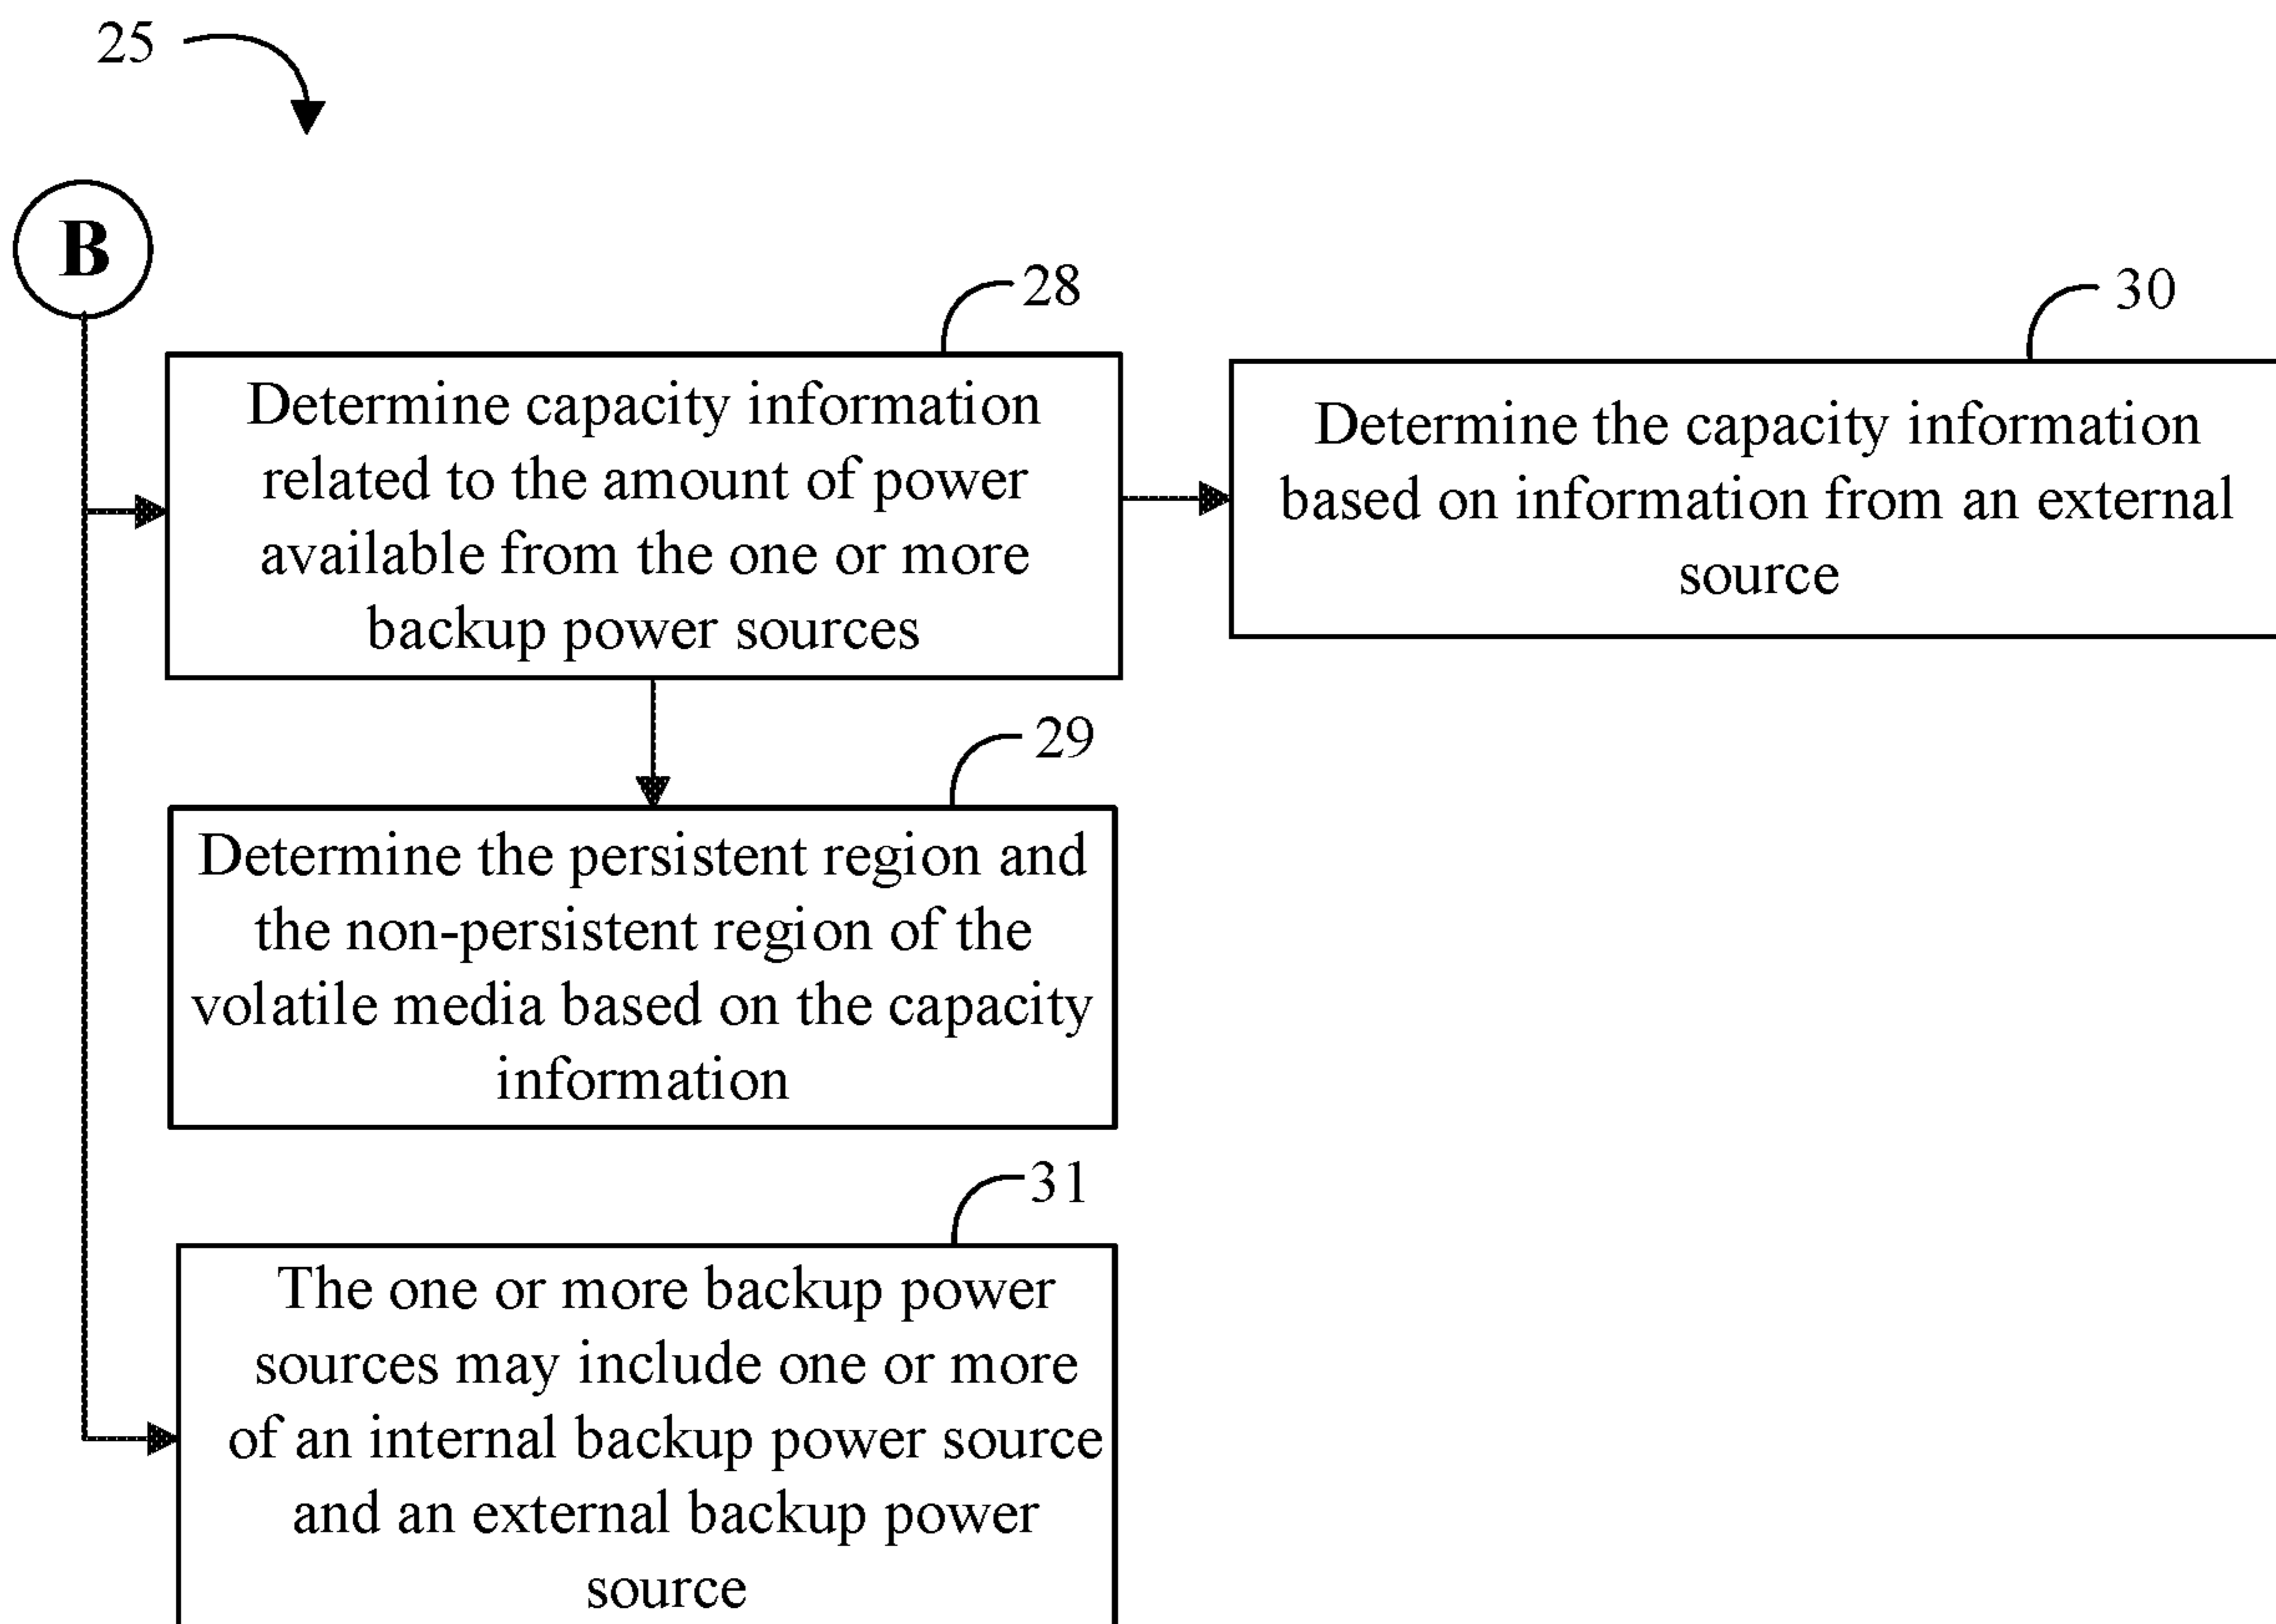 25
B
28
Determine capacity information
related to the amount of power
available from the one or more
backup power sources
30
Determine the capacity information
based on information from an external
source
29
Determine the persistent region and
the non-persistent region of the
volatile media based on the capacity
information
31
The one or more backup power
sources may include one or more
of an internal backup power source
and an external backup power
source